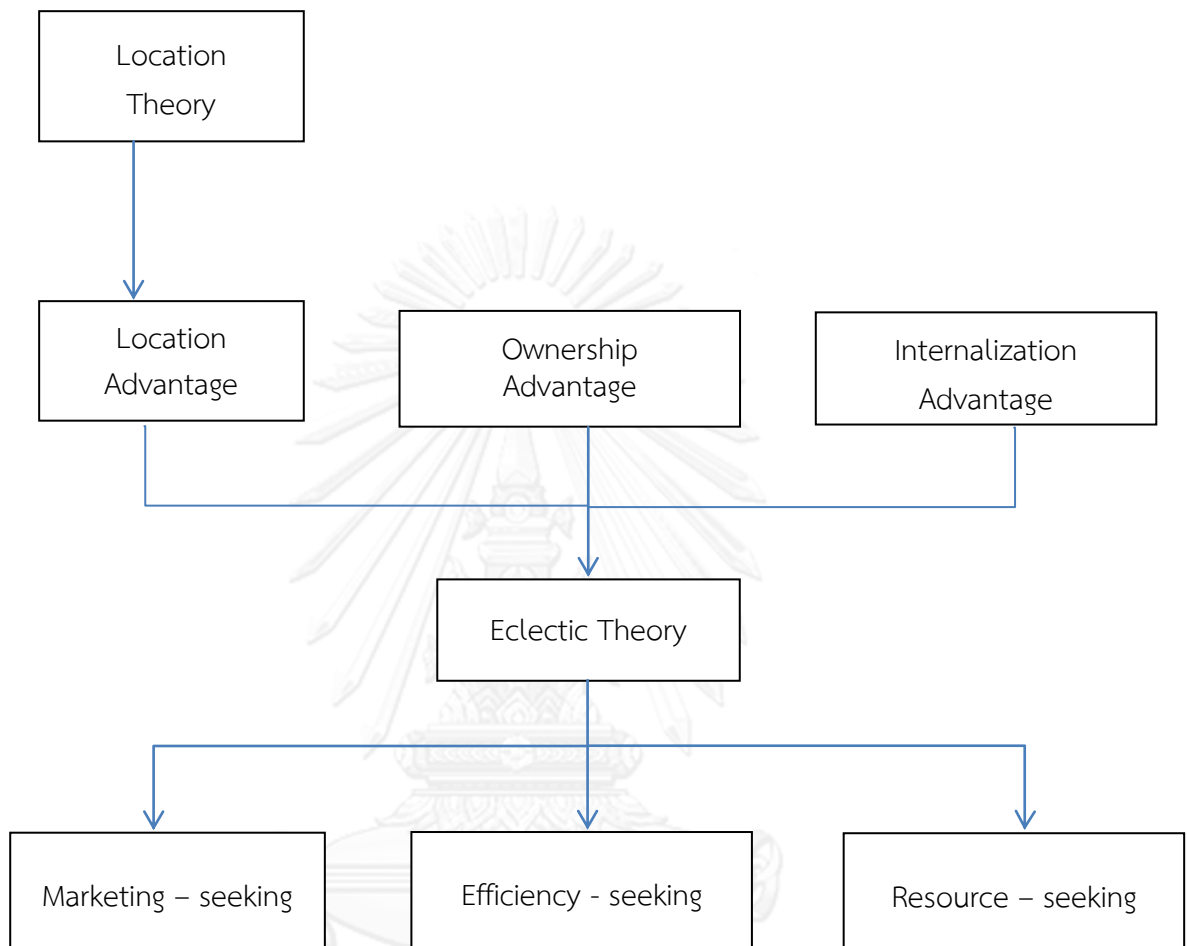 Location
Theory
Location
Advantage
Ownership
Advantage
Internalization
Advantage
Eclectic Theory
Marketing – seeking
Efficiency - seeking
Resource – seeking